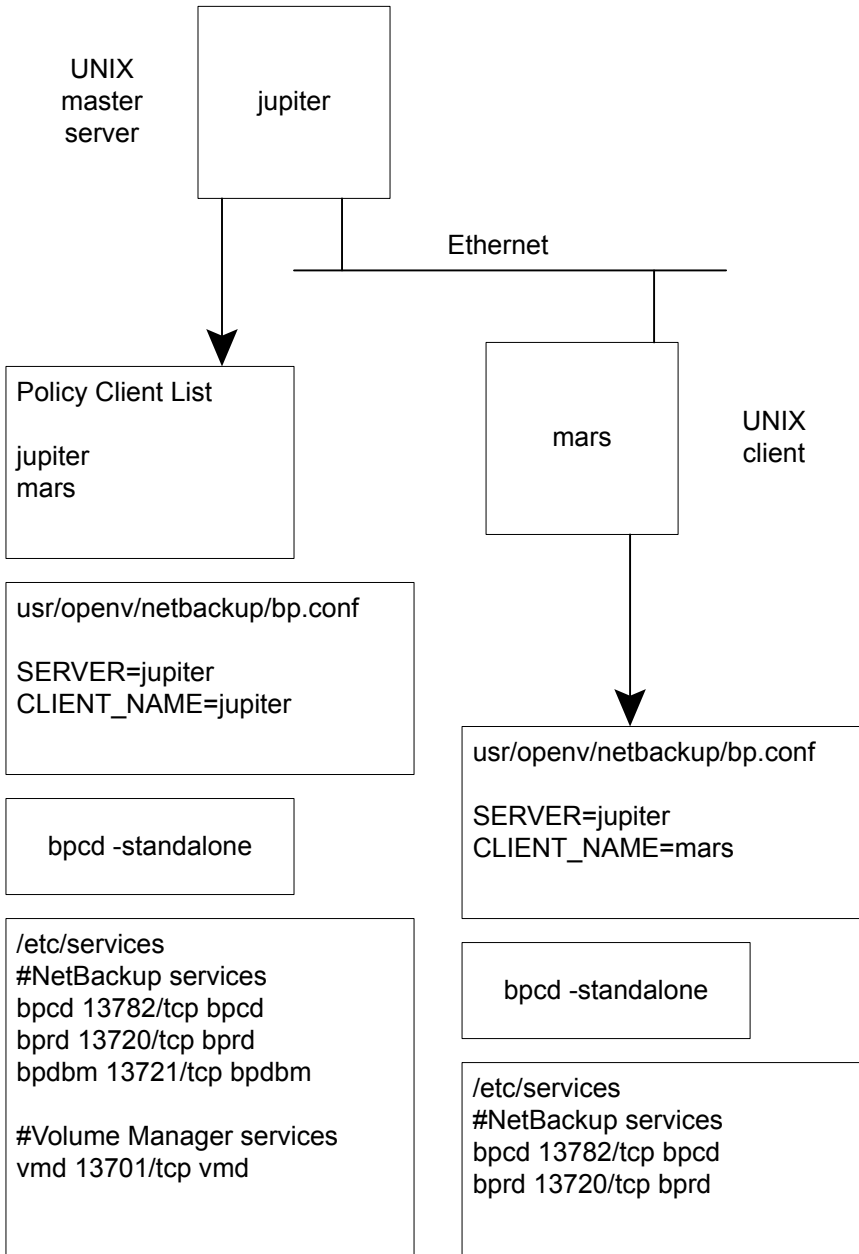 UNIX
master
server
jupiter
Ethernet
Policy Client List
jupiter
mars
mars
UNIX
client
usr/openv/netbackup/bp.conf
SERVER=jupiter
CLIENT_NAME=jupiter
bpcd -standalone
/etc/services
#NetBackup services
bpcd 13782/tcp bpcd
bprd 13720/tcp bprd
bpdbm 13721/tcp bpdbm
#Volume Manager services
vmd 13701/tcp vmd
usr/openv/netbackup/bp.conf
SERVER=jupiter
CLIENT_NAME=mars
bpcd -standalone
/etc/services
#NetBackup services
bpcd 13782/tcp bpcd
bprd 13720/tcp bprd